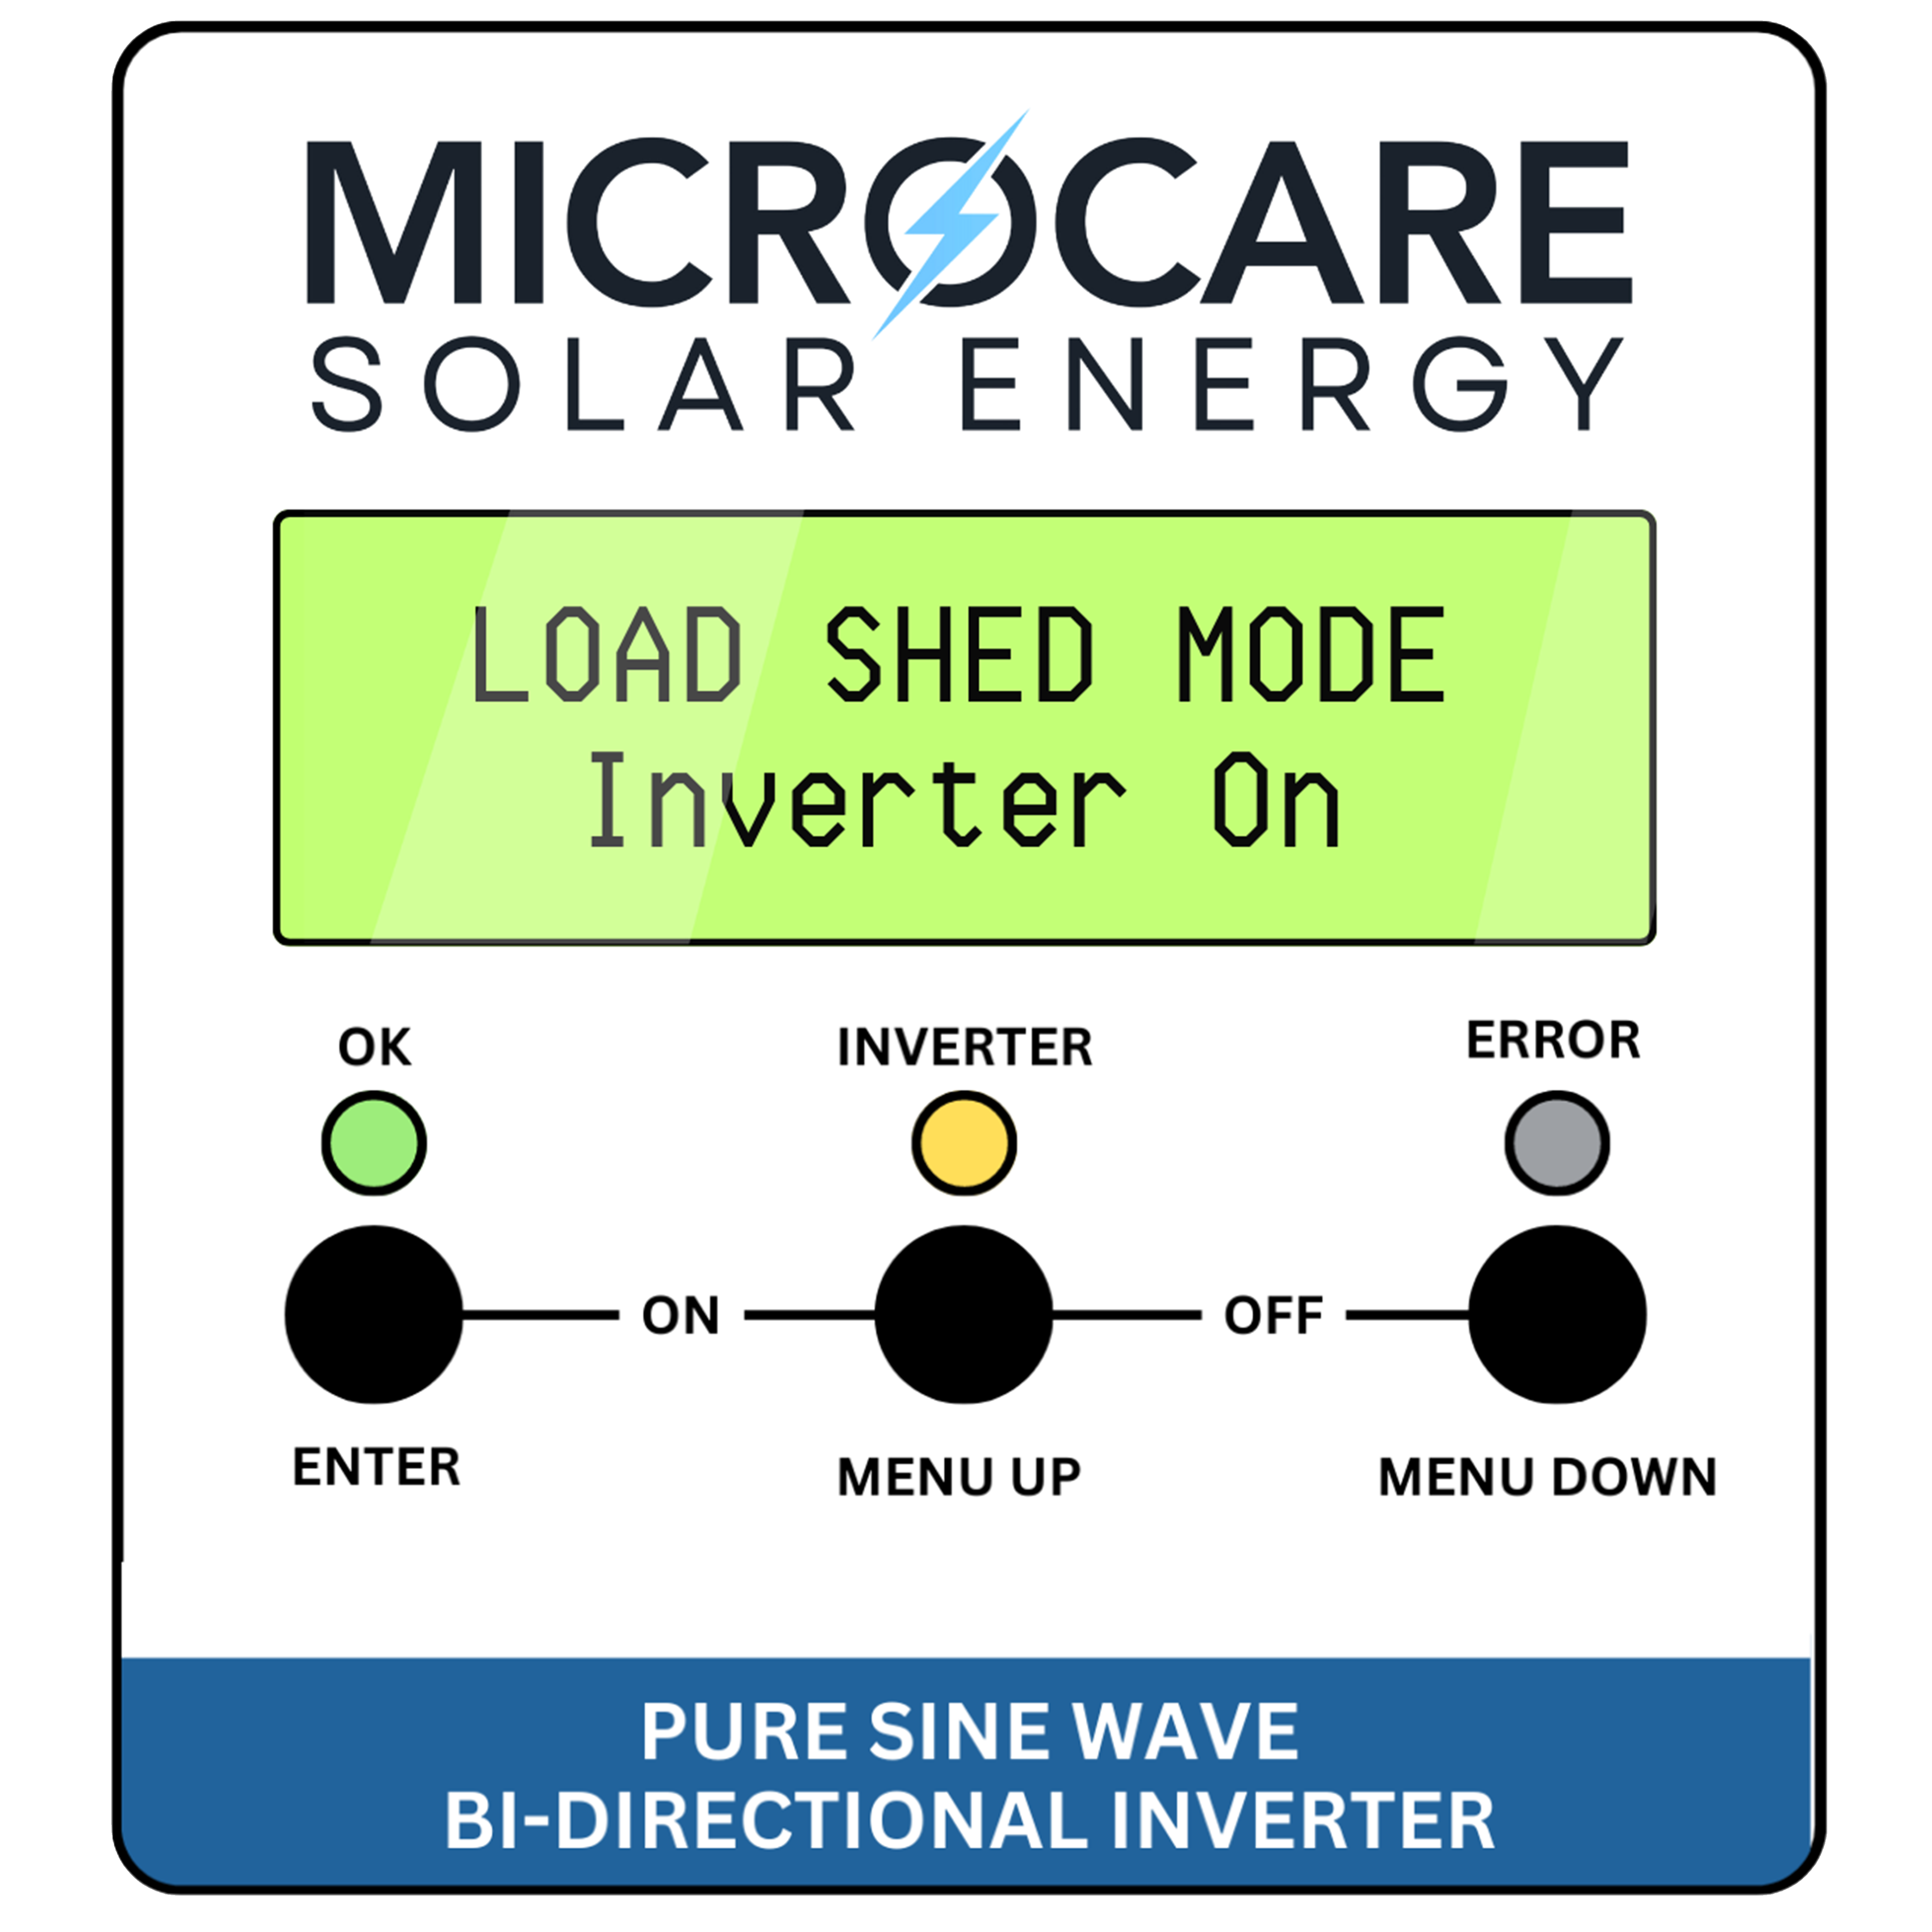 MICROCARE
SOLAR ENERGY
LOAD SHED MODE
Inverter On
OK INVERTER ERROR
ON OFF
ENTER MENU UP MENU DOWN
PURE SINE WAVE
BI-DIRECTIONAL INVERTER